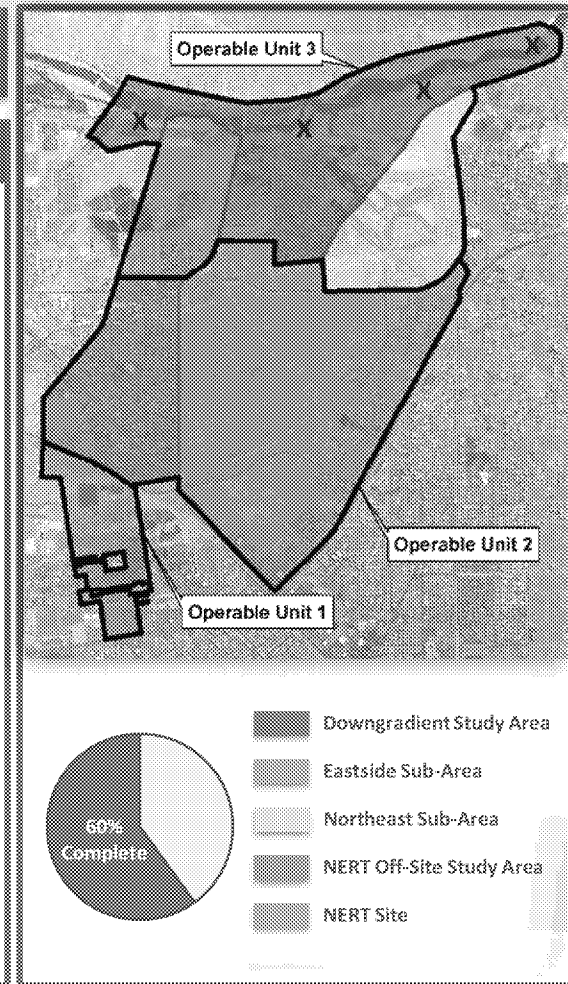 Operable Unit 3
X
X
X
X
Operable Unit 2
Operable Unit 1
60%
Complete
Downgradient Study Area
Eastside Sub-Area
Northeast Sub-Area
NERT Off-Site Study Area
NERT Site